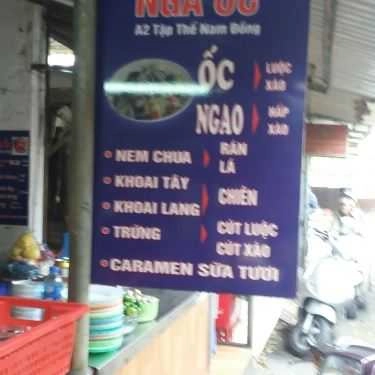 NGA ỐC
A2 Tập Thể Nam Đồng
ỐC LUỘC
XÀO
NGAO HẤP
XÀO
• NEM CHUA RÁN
LÁ
• KHOAI TÂY
CHIÊN
• KHOAI LANG
• TRỨNG CÚT LUỘC
CÚT XÀO
• CARAMEN SỮA TƯƠI